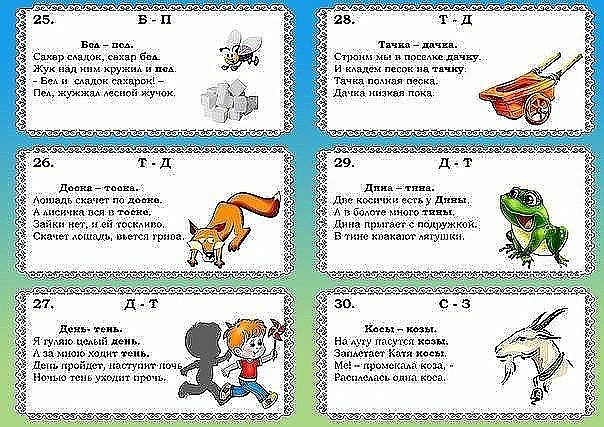 25. Б - П
Бел – пел.
Сахар сладок, сахар бел.
Жук над ним кружил и пел.
- Бел и сладок сахарок! –
Пел, жужжал лесной жучок.
26. Т - Д
Доска – тоска.
Лошадь скачет по доске.
А лисичка вся в тоске.
Зайки нет, и ей тоскливо.
Скачет лошадь, вьется грива.
27. Д - Т
День- тень.
Я гуляю целый день.
А за мною ходит тень.
День пройдет, наступит ночь
Ночью тень уходит прочь.
28. Т - Д
Тачка – дачка.
Строим мы в поселке дачку.
И кладем песок на тачку.
Тачка полная песка.
Дачка низкая пока.
29. Д - Т
Дина – тина.
Две косички есть у Дины,
А в болоте много тины.
Дина прыгает с подружкой.
В тине квакают лягушки.
30. С - З
Косы – козы.
На лугу пасутся козы.
Заплетает Катя косы.
Ме! – промекала коза, -
Расплелась одна коса.